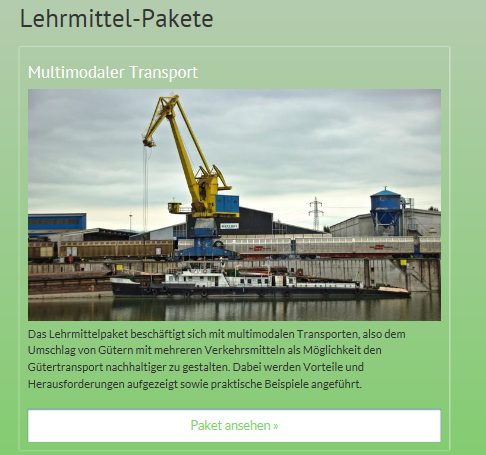 Lehrmittel-Pakete
Multimodaler Transport
Das Lehrmittelpaket beschäftigt sich mit multimodalen Transporten, also dem
Umschlag von Gütern mit mehreren Verkehrsmitteln als Möglichkeit den
Gütertransport nachhaltiger zu gestalten. Dabei werden Vorteile und
Herausforderungen aufgezeigt sowie praktische Beispiele angeführt.
Paket ansehen »